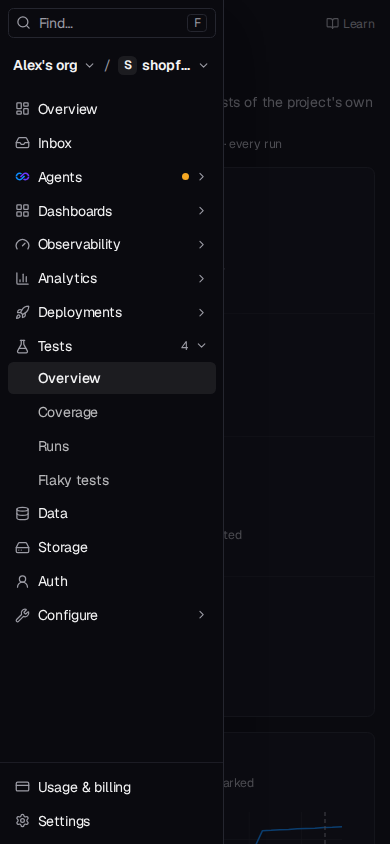 Find...
F
Learn
Alex's org / S shopf...
Overview
sts of the project's own
Inbox
every run
Agents
Dashboards
Observability
Analytics
Deployments
Tests 4
Overview
Coverage
Runs
Flaky tests
Data
Storage
ted
Auth
Configure
Usage & billing
arked
Settings